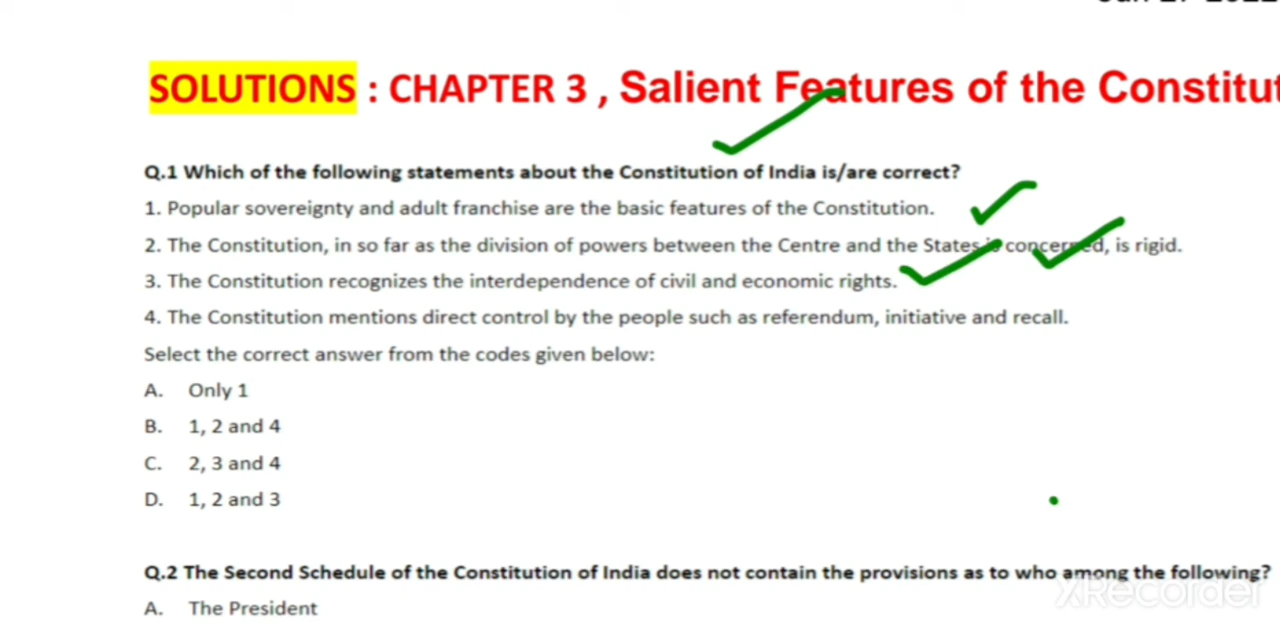 SOLUTIONS : CHAPTER 3 , Salient Features of the Constitut
Q.1 Which of the following statements about the Constitution of India is/are correct?
1. Popular sovereignty and adult franchise are the basic features of the Constitution.
2. The Constitution, in so far as the division of powers between the Centre and the States is concerned, is rigid.
3. The Constitution recognizes the interdependence of civil and economic rights.
4. The Constitution mentions direct control by the people such as referendum, initiative and recall.
Select the correct answer from the codes given below:
A. Only 1
B. 1, 2 and 4
C. 2, 3 and 4
D. 1, 2 and 3
Q.2 The Second Schedule of the Constitution of India does not contain the provisions as to who among the following?
A. The President
XRecorder